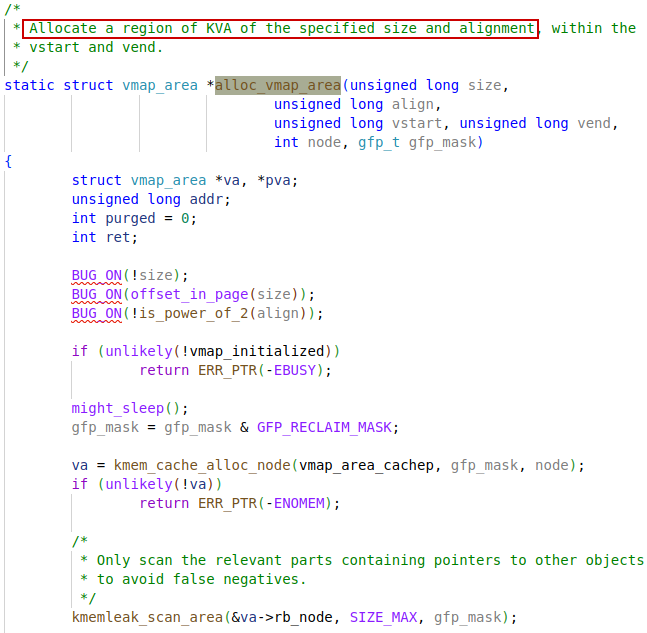 /*
 * Allocate a region of KVA of the specified size and alignment, within the
 * vstart and vend.
 */
static struct vmap_area *alloc_vmap_area(unsigned long size,
                                unsigned long align,
                                unsigned long vstart, unsigned long vend,
                                int node, gfp_t gfp_mask)
{
        struct vmap_area *va, *pva;
        unsigned long addr;
        int purged = 0;
        int ret;

        BUG_ON(!size);
        BUG_ON(offset_in_page(size));
        BUG_ON(!is_power_of_2(align));

        if (unlikely(!vmap_initialized))
                return ERR_PTR(-EBUSY);

        might_sleep();
        gfp_mask = gfp_mask & GFP_RECLAIM_MASK;

        va = kmem_cache_alloc_node(vmap_area_cachep, gfp_mask, node);
        if (unlikely(!va))
                return ERR_PTR(-ENOMEM);

        /*
         * Only scan the relevant parts containing pointers to other objects
         * to avoid false negatives.
         */
        kmemleak_scan_area(&va->rb_node, SIZE_MAX, gfp_mask);